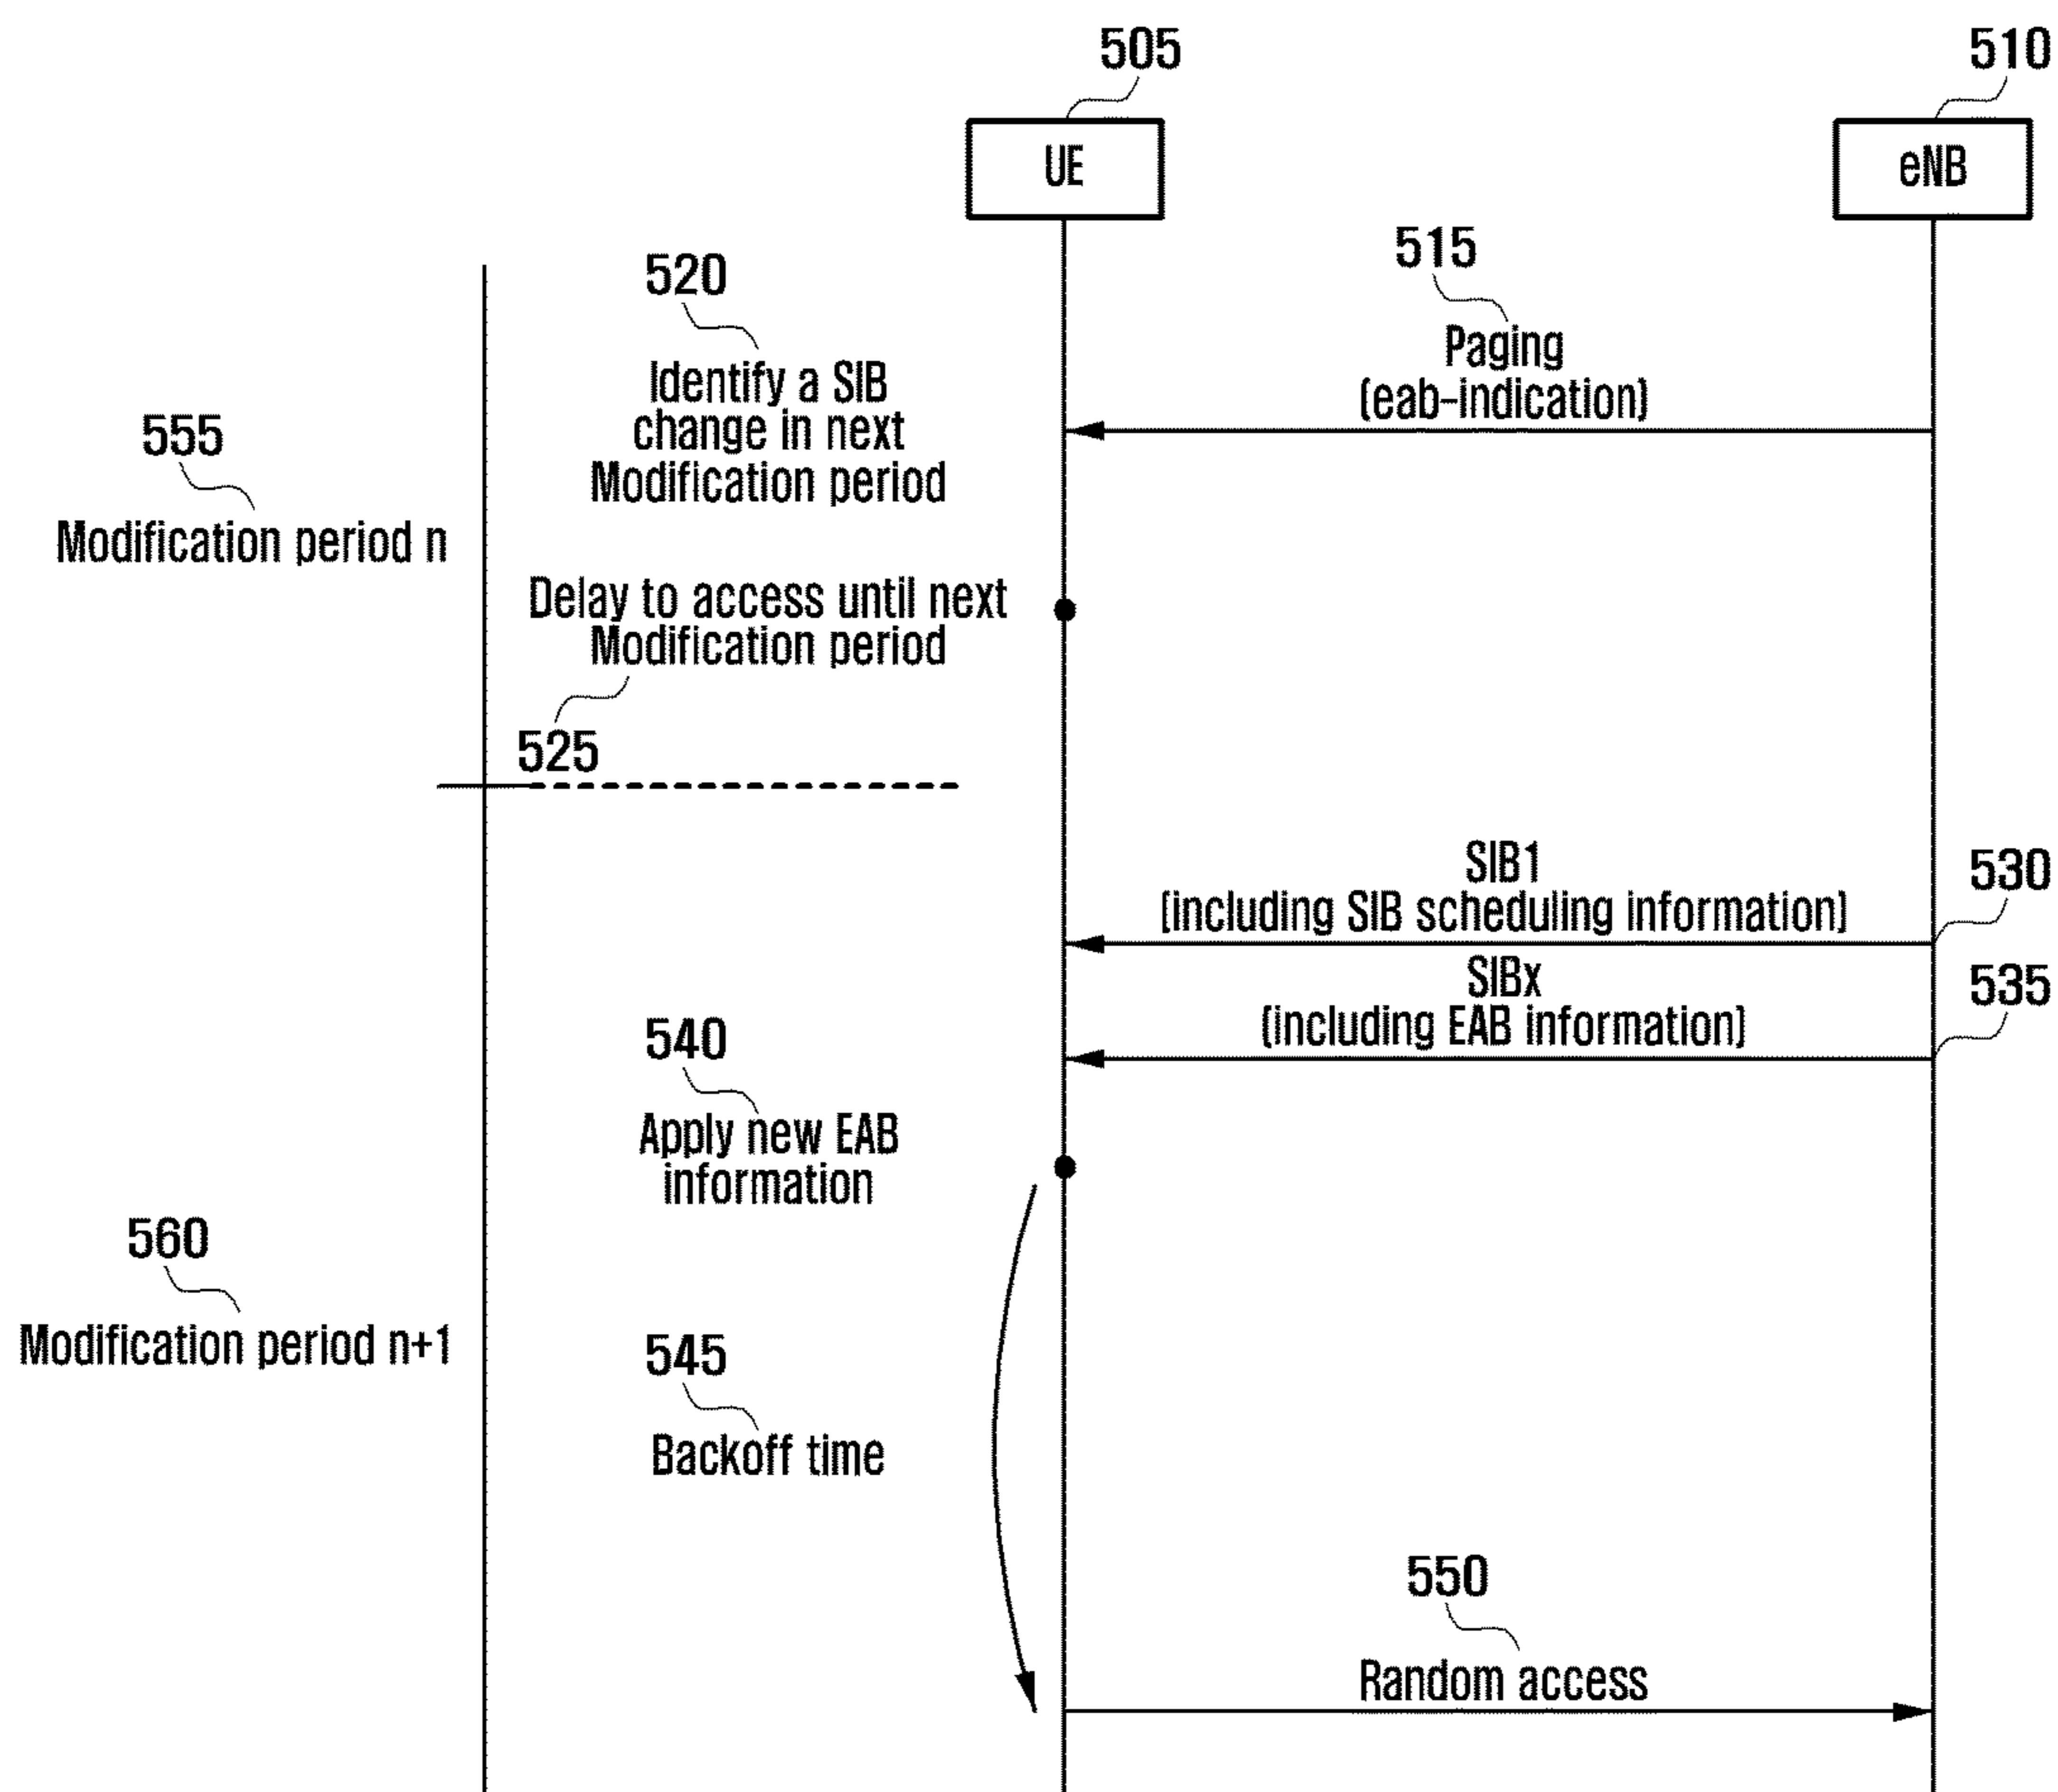 505
510
UE
eNB
515
Paging
(eab-indication)
520
Identify a SIB
change in next
Modification period
555
Modification period n
Delay to access until next
Modification period
525
SIB1
(including SIB scheduling information)
530
SIBx
(including EAB information)
535
540
Apply new EAB
information
560
Modification period n+1
545
Backoff time
550
Random access